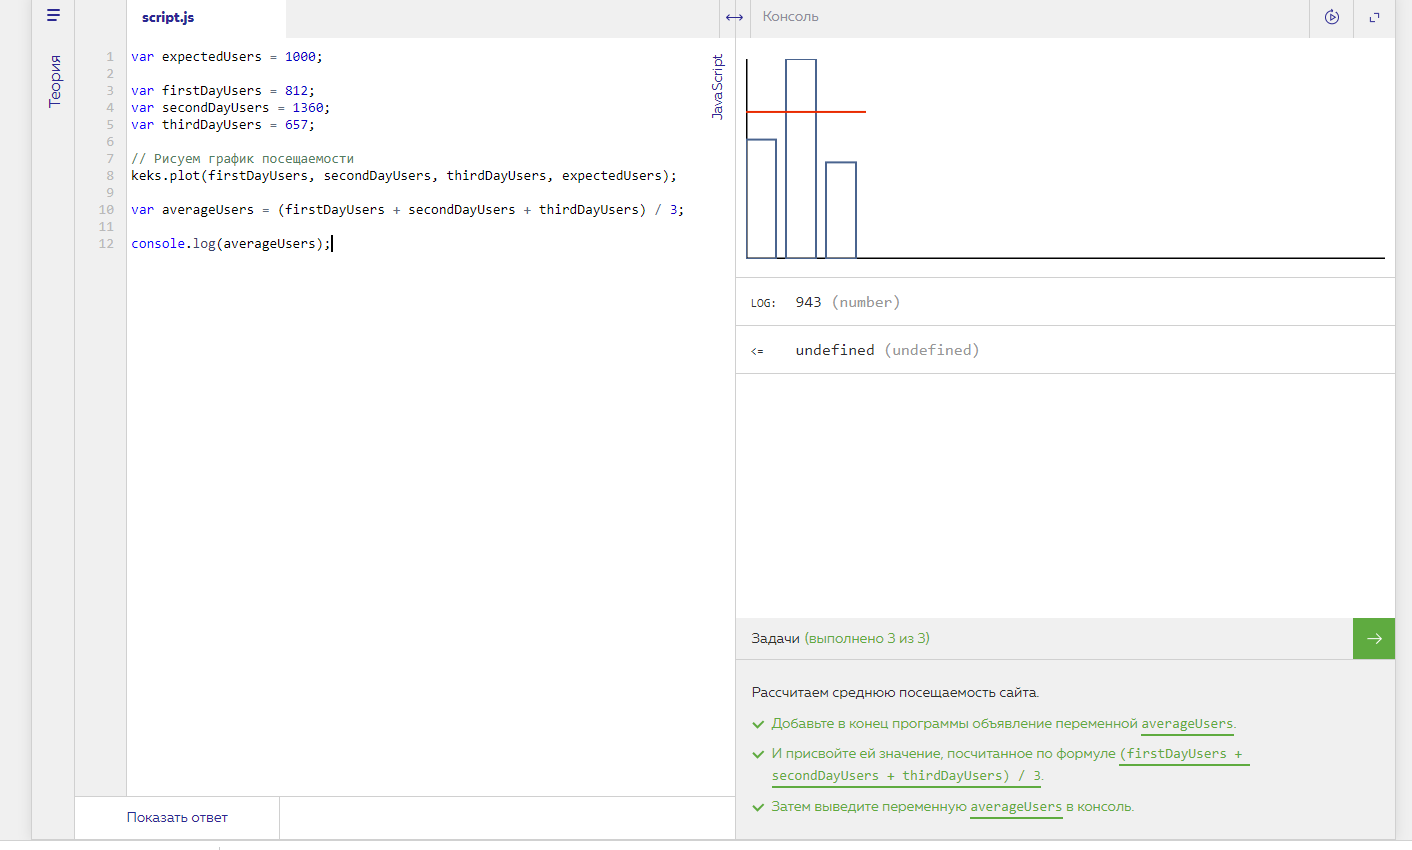 script.js
Консоль
Теория
JavaScript
1 var expectedUsers = 1000;
2
3 var firstDayUsers = 812;
4 var secondDayUsers = 1360;
5 var thirdDayUsers = 657;
6
7 // Рисуем график посещаемости
8 keks.plot(firstDayUsers, secondDayUsers, thirdDayUsers, expectedUsers);
9
10 var averageUsers = (firstDayUsers + secondDayUsers + thirdDayUsers) / 3;
11
12 console.log(averageUsers);
Показать ответ
LOG: 943 (number)
<= undefined (undefined)
Задачи (выполнено 3 из 3)
Рассчитаем среднюю посещаемость сайта.
Добавьте в конец программы объявление переменной averageUsers.
И присвойте ей значение, посчитанное по формуле (firstDayUsers +
secondDayUsers + thirdDayUsers) / 3.
Затем выведите переменную averageUsers в консоль.